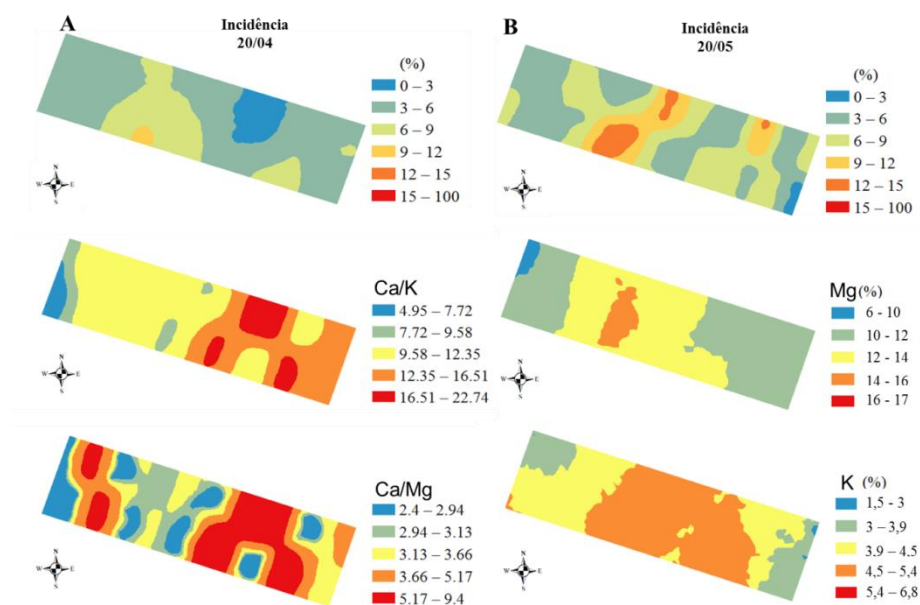 A
Incidência
20/04
(%)
0 – 3
3 – 6
6 – 9
9 – 12
12 – 15
15 – 100
N
W E
S
B
Incidência
20/05
(%)
0 – 3
3 – 6
6 – 9
9 – 12
12 – 15
15 – 100
N
W E
S
Ca/K
4.95 – 7.72
7.72 – 9.58
9.58 – 12.35
12.35 – 16.51
16.51 – 22.74
N
W E
S
Mg (%)
6 - 10
10 - 12
12 - 14
14 - 16
16 - 17
N
W E
S
Ca/Mg
2.4 – 2.94
2.94 – 3.13
3.13 – 3.66
3.66 – 5.17
5.17 – 9.4
N
W E
S
K (%)
1,5 - 3
3 – 3,9
3.9 – 4.5
4,5 – 5,4
5,4 – 6,8
N
W E
S